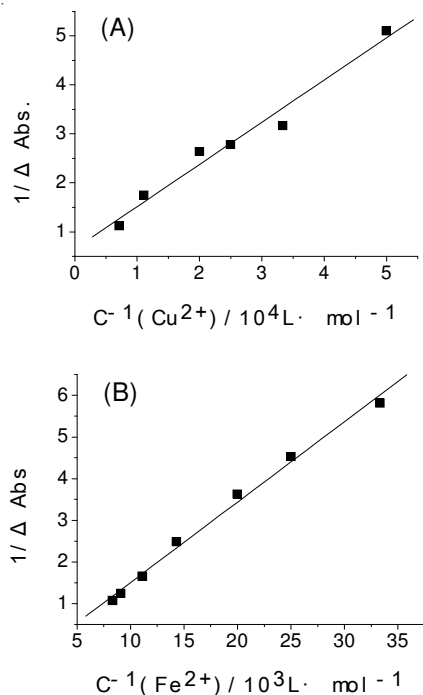 (A)
5
4
3
2
1
1/ Δ Abs.
0 1 2 3 4 5
C- 1( Cu2+) / 104L· mol - 1
(B)
6
5
4
3
2
1
1/ Δ Abs
5 10 15 20 25 30 35
C- 1( Fe2+) / 103L· mol - 1